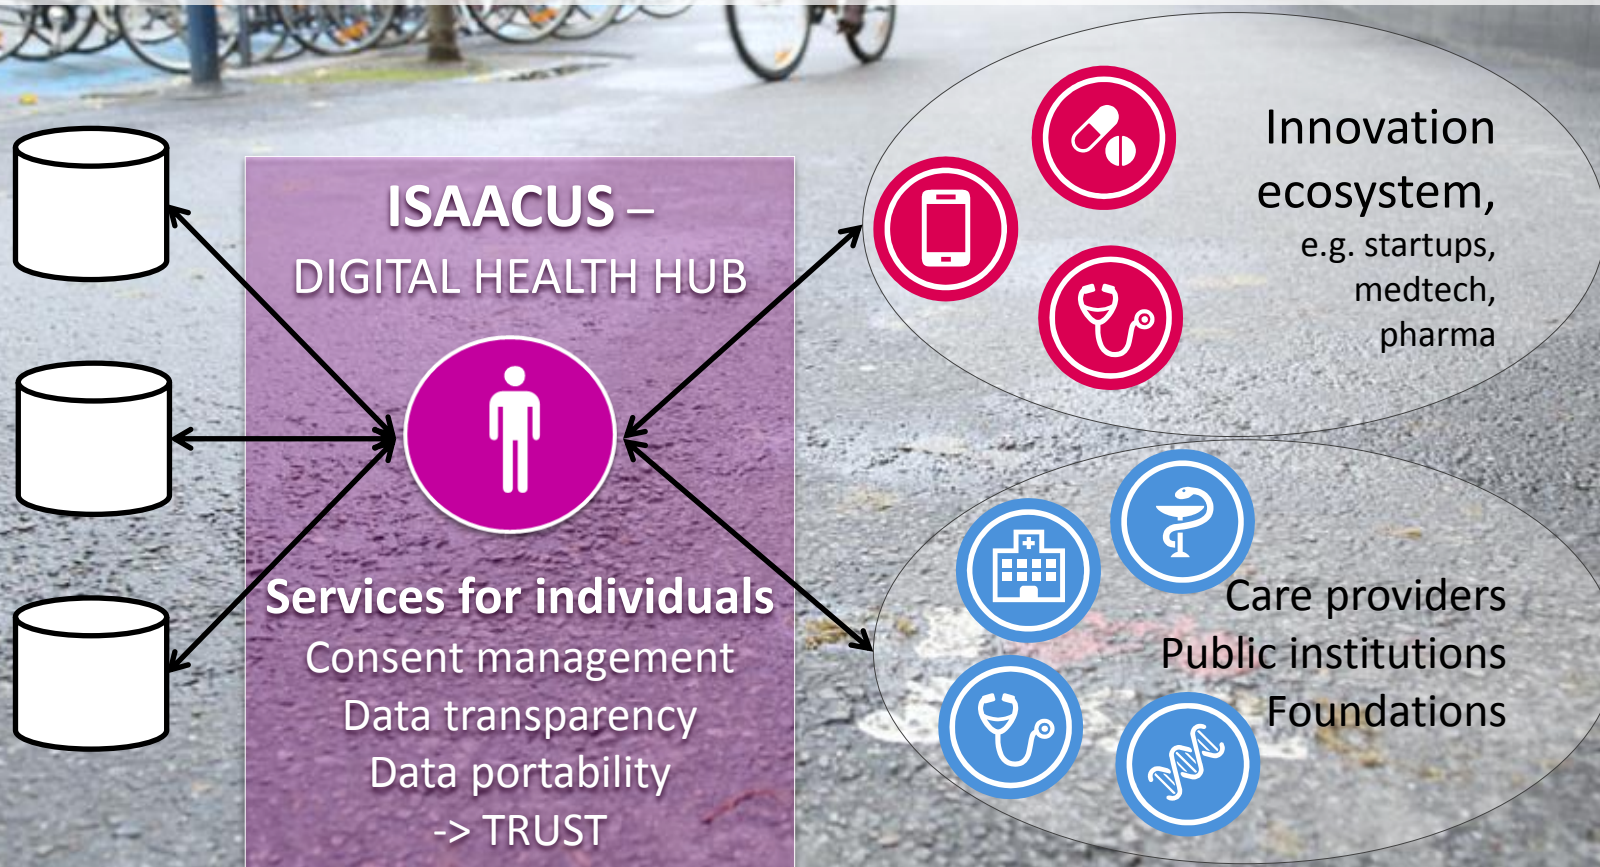 ISAACUS –
DIGITAL HEALTH HUB
Services for individuals
Consent management
Data transparency
Data portability
-> TRUST
Innovation
ecosystem,
e.g. startups,
medtech,
pharma
Care providers
Public institutions
Foundations